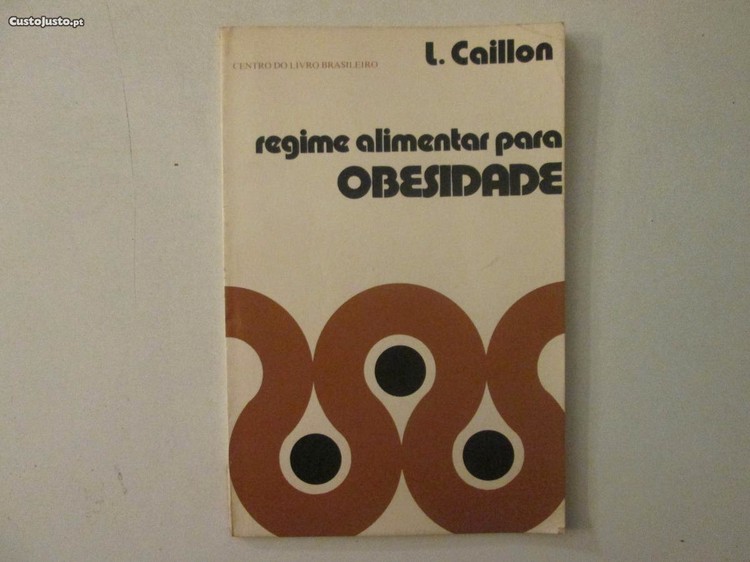 CustoJusto.pt
CENTRO DO LIVRO BRASILEIRO
L. Caillon
regime alimentar para
OBESIDADE